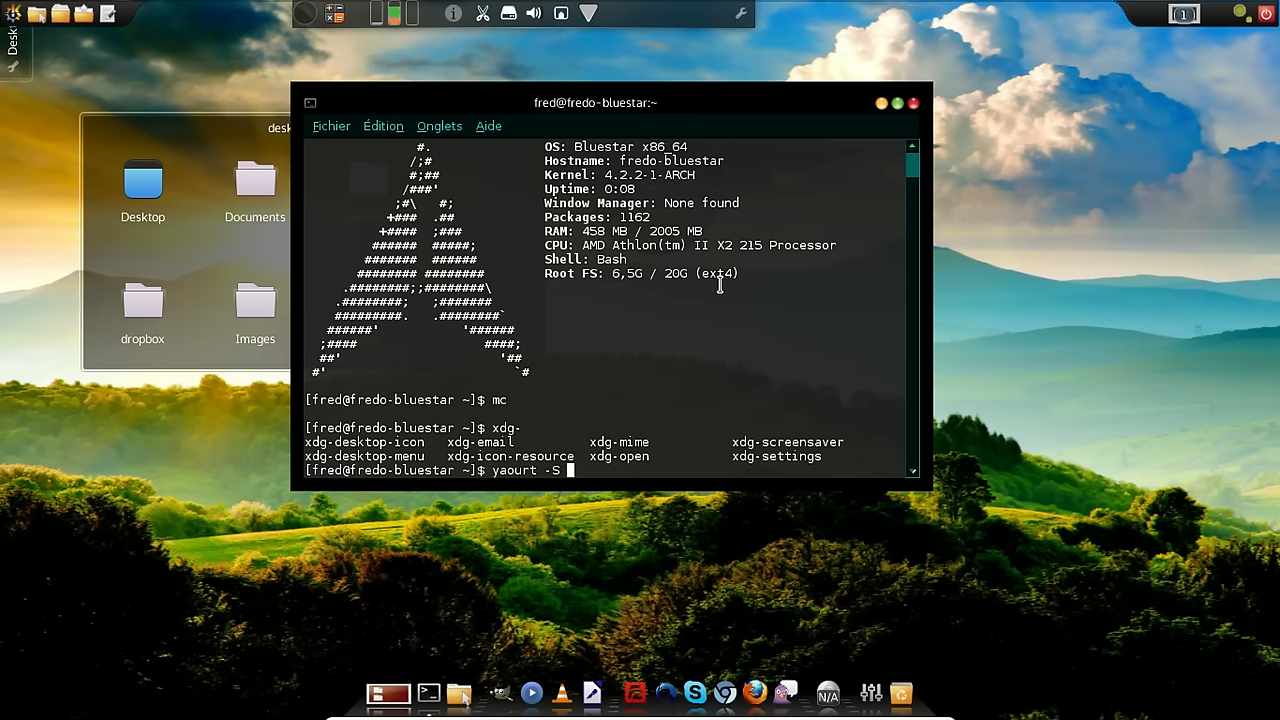 1
Desk
fred@fredo-bluestar:~
Fichier Édition Onglets Aide
desk
Desktop
Documents
dropbox
Images
#.
/;#
#;##
/###'
;#\   #;
+###  .##
+####  ;###
######  #####;
#######  ######
######## ########
.########;;########\
.########;   ;#######
#########.   .########`
######'           '######
;####                 ####;
##'                     '##
#'                         `#
OS: Bluestar x86_64
Hostname: fredo-bluestar
Kernel: 4.2.2-1-ARCH
Uptime: 0:08
Window Manager: None found
Packages: 1162
RAM: 458 MB / 2005 MB
CPU: AMD Athlon(tm) II X2 215 Processor
Shell: Bash
Root FS: 6,5G / 20G (ext4)
[fred@fredo-bluestar ~]$ mc
[fred@fredo-bluestar ~]$ xdg-
xdg-desktop-icon xdg-email xdg-mime xdg-screensaver
xdg-desktop-menu xdg-icon-resource xdg-open xdg-settings
[fred@fredo-bluestar ~]$ yaourt -S
N/A